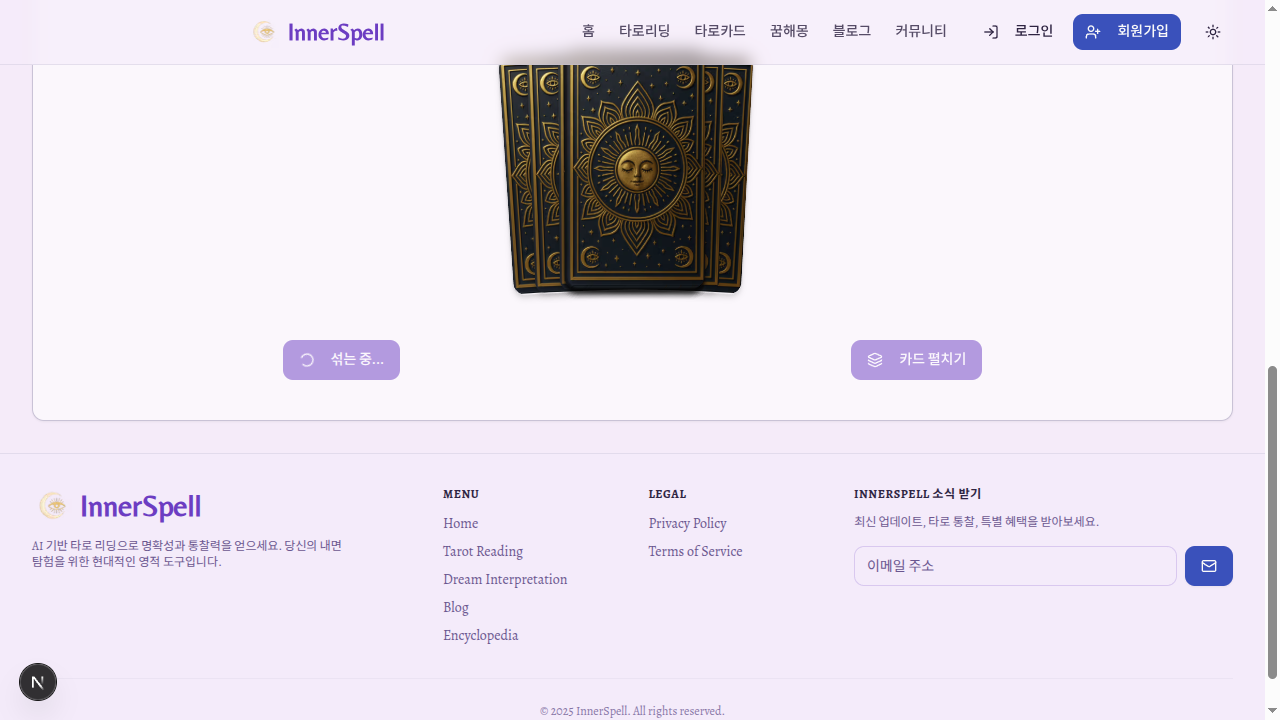 InnerSpell
홈
타로리딩
타로카드
꿈해몽
블로그
커뮤니티
로그인
회원가입
섞는 중...
카드 펼치기
InnerSpell
AI 기반 타로 리딩으로 명확성과 통찰력을 얻으세요. 당신의 내면
탐험을 위한 현대적인 영적 도구입니다.
MENU
Home
Tarot Reading
Dream Interpretation
Blog
Encyclopedia
LEGAL
Privacy Policy
Terms of Service
INNERSPELL 소식 받기
최신 업데이트, 타로 통찰, 특별 혜택을 받아보세요.
이메일 주소
N
© 2025 InnerSpell. All rights reserved.